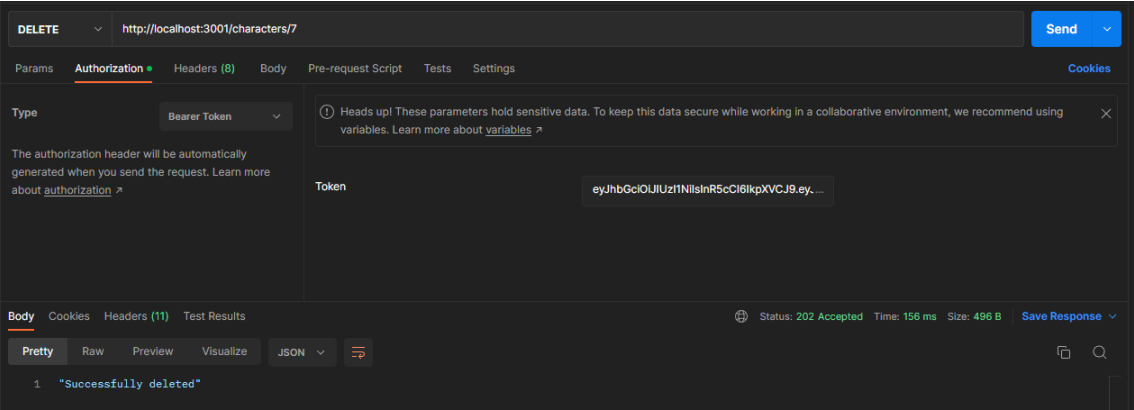 DELETE http://localhost:3001/characters/7 Send
Params Authorization Headers (8) Body Pre-request Script Tests Settings Cookies
Type Bearer Token
The authorization header will be automatically
generated when you send the request. Learn more
about authorization ↗
Heads up! These parameters hold sensitive data. To keep this data secure while working in a collaborative environment, we recommend using
variables. Learn more about variables ↗
Token eyJhbGciOiJIUzI1NiIsInR5cCI6IkpXVCJ9.ey. ...
Body Cookies Headers (11) Test Results Status: 202 Accepted Time: 156 ms Size: 496 B Save Response
Pretty Raw Preview Visualize JSON
1 "Successfully deleted"